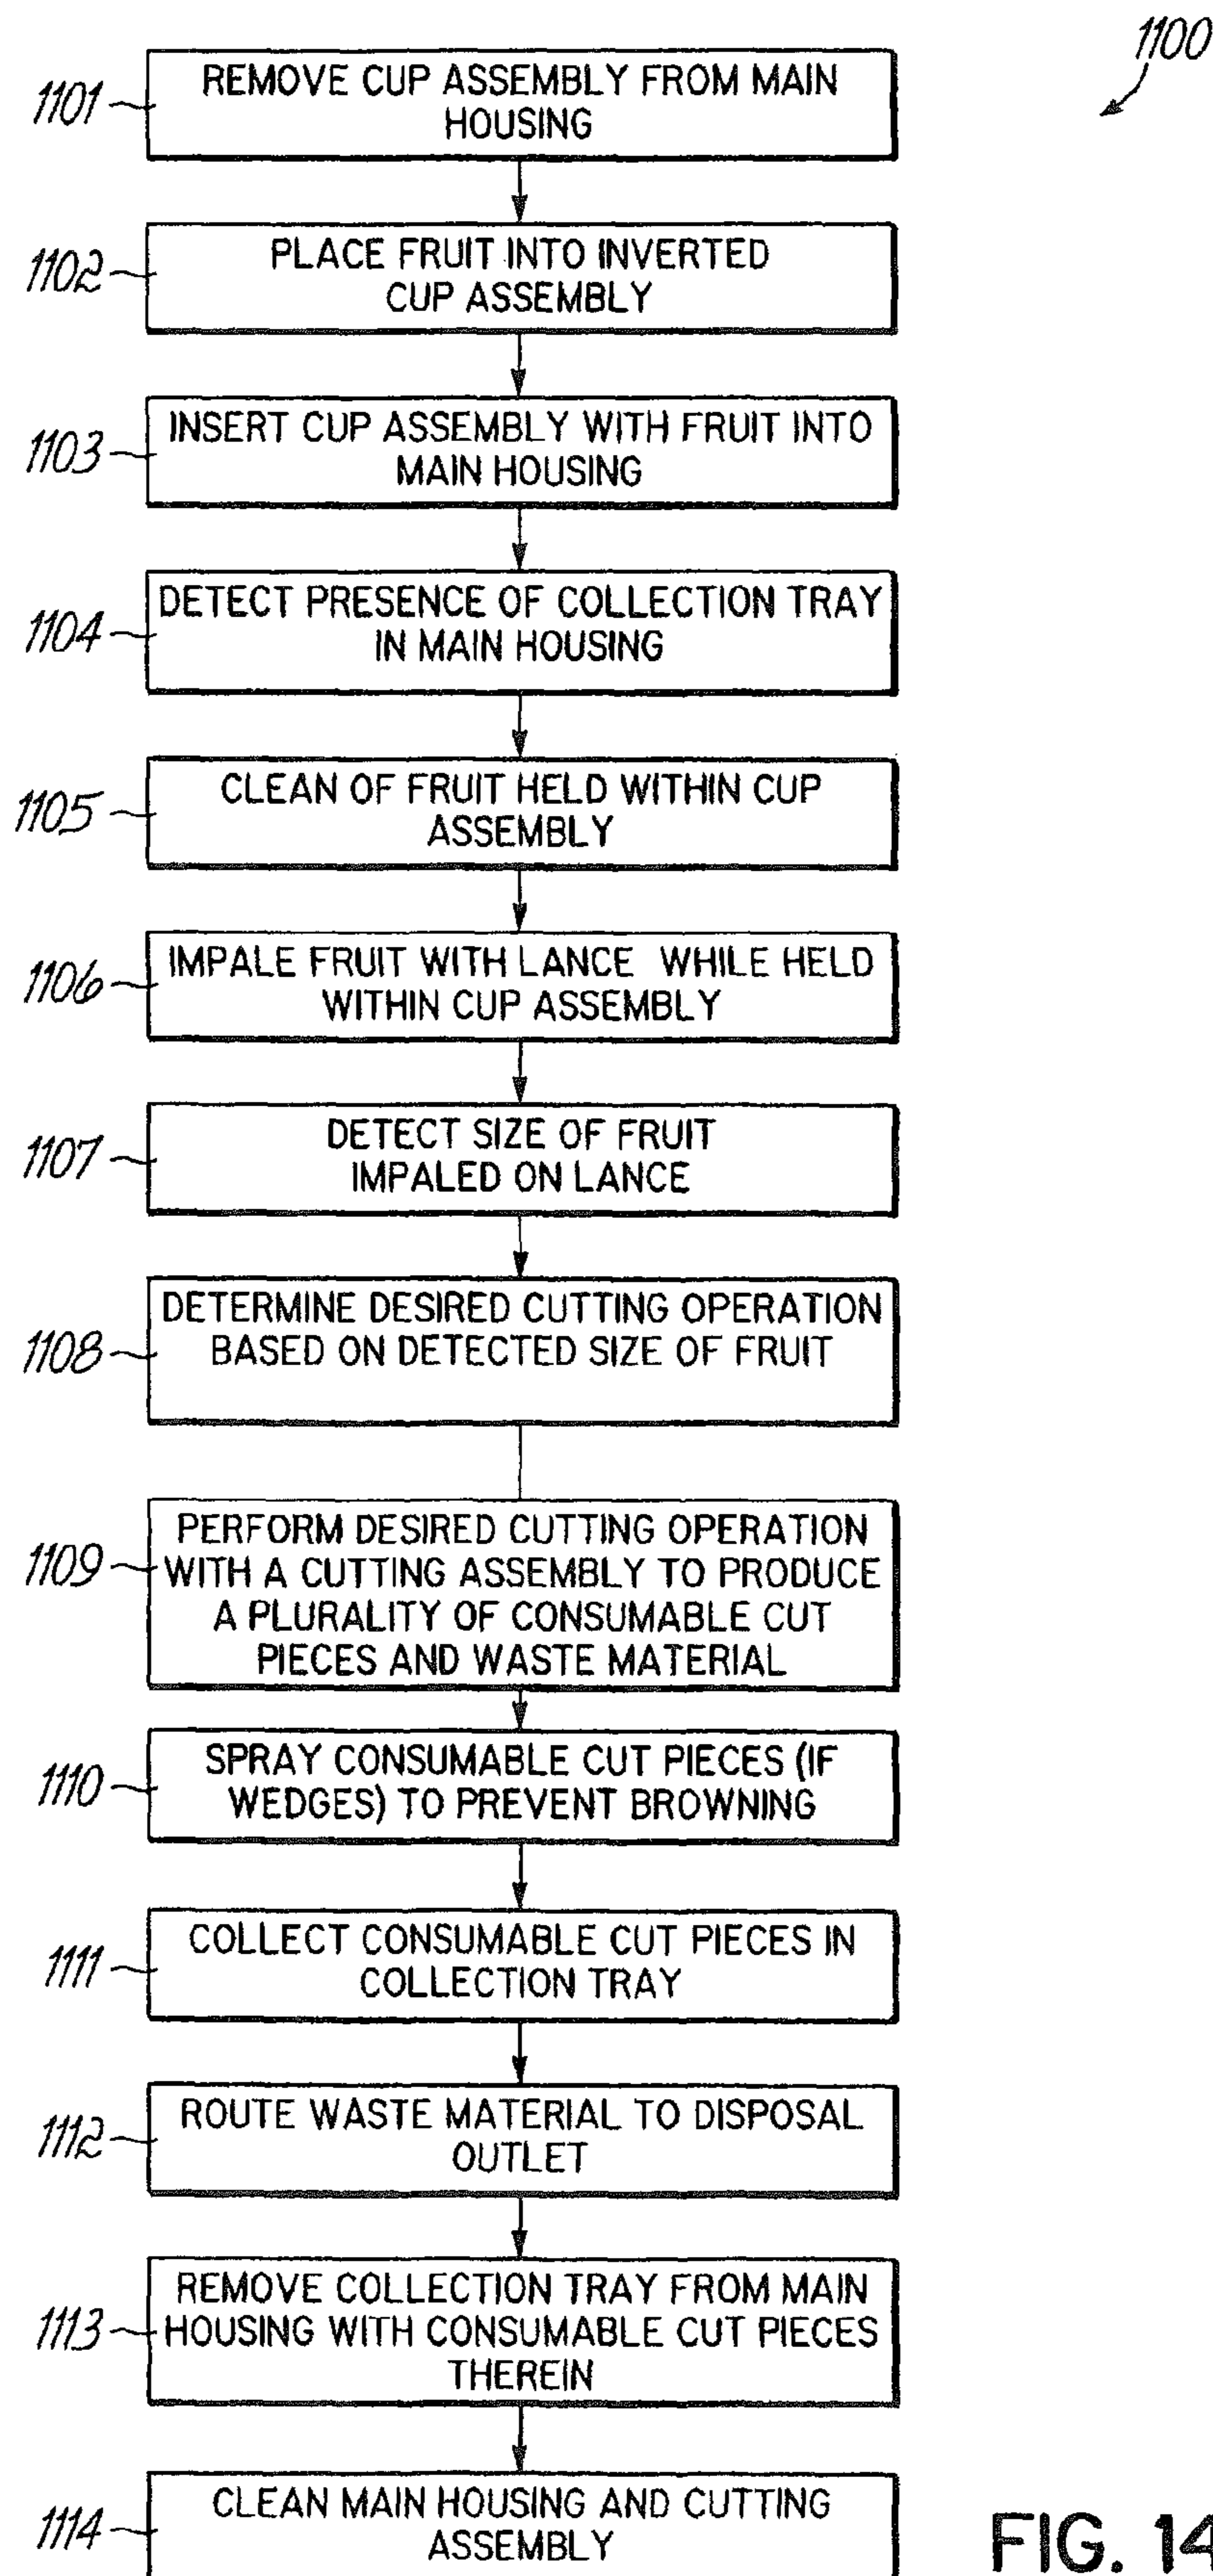 1100
1101
REMOVE CUP ASSEMBLY FROM MAIN
HOUSING
1102
PLACE FRUIT INTO INVERTED
CUP ASSEMBLY
1103
INSERT CUP ASSEMBLY WITH FRUIT INTO
MAIN HOUSING
1104
DETECT PRESENCE OF COLLECTION TRAY
IN MAIN HOUSING
1105
CLEAN OF FRUIT HELD WITHIN CUP
ASSEMBLY
1106
IMPALE FRUIT WITH LANCE WHILE HELD
WITHIN CUP ASSEMBLY
1107
DETECT SIZE OF FRUIT
IMPALED ON LANCE
1108
DETERMINE DESIRED CUTTING OPERATION
BASED ON DETECTED SIZE OF FRUIT
1109
PERFORM DESIRED CUTTING OPERATION
WITH A CUTTING ASSEMBLY TO PRODUCE
A PLURALITY OF CONSUMABLE CUT
PIECES AND WASTE MATERIAL
1110
SPRAY CONSUMABLE CUT PIECES (IF
WEDGES) TO PREVENT BROWNING
1111
COLLECT CONSUMABLE CUT PIECES IN
COLLECTION TRAY
1112
ROUTE WASTE MATERIAL TO DISPOSAL
OUTLET
1113
REMOVE COLLECTION TRAY FROM MAIN
HOUSING WITH CONSUMABLE CUT PIECES
THEREIN
1114
CLEAN MAIN HOUSING AND CUTTING
ASSEMBLY
FIG. 14